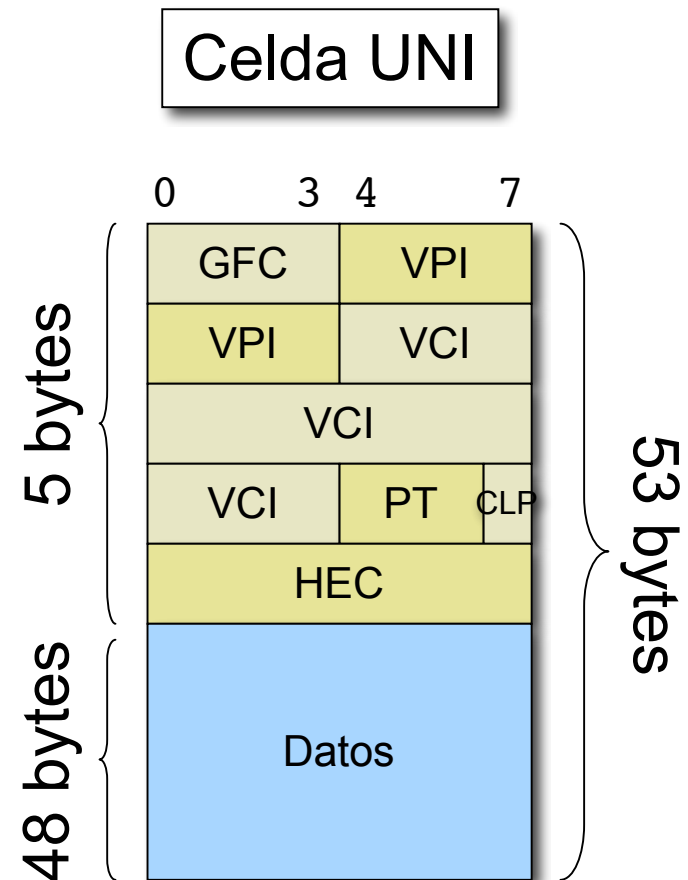 Celda UNI
0 3 4 7
GFC VPI
VPI VCI
VCI
VCI PT CLP
HEC
Datos
5 bytes
48 bytes
53 bytes